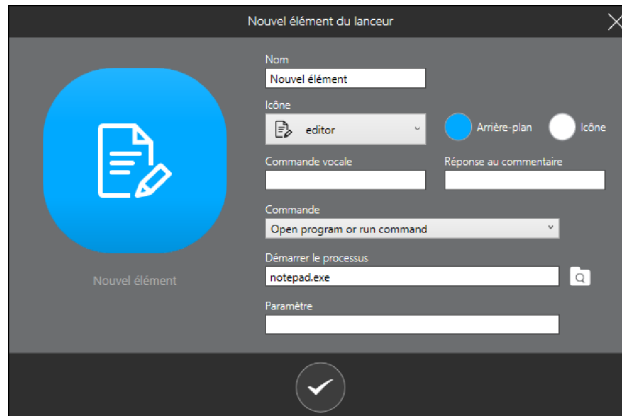 Nouvel élément du lanceur
Nom
Nouvel élément
Icône
editor
Arrière-plan
Icône
Commande vocale
Réponse au commentaire
Commande
Open program or run command
Démarrer le processus
notepad.exe
Nouvel élément
Paramètre